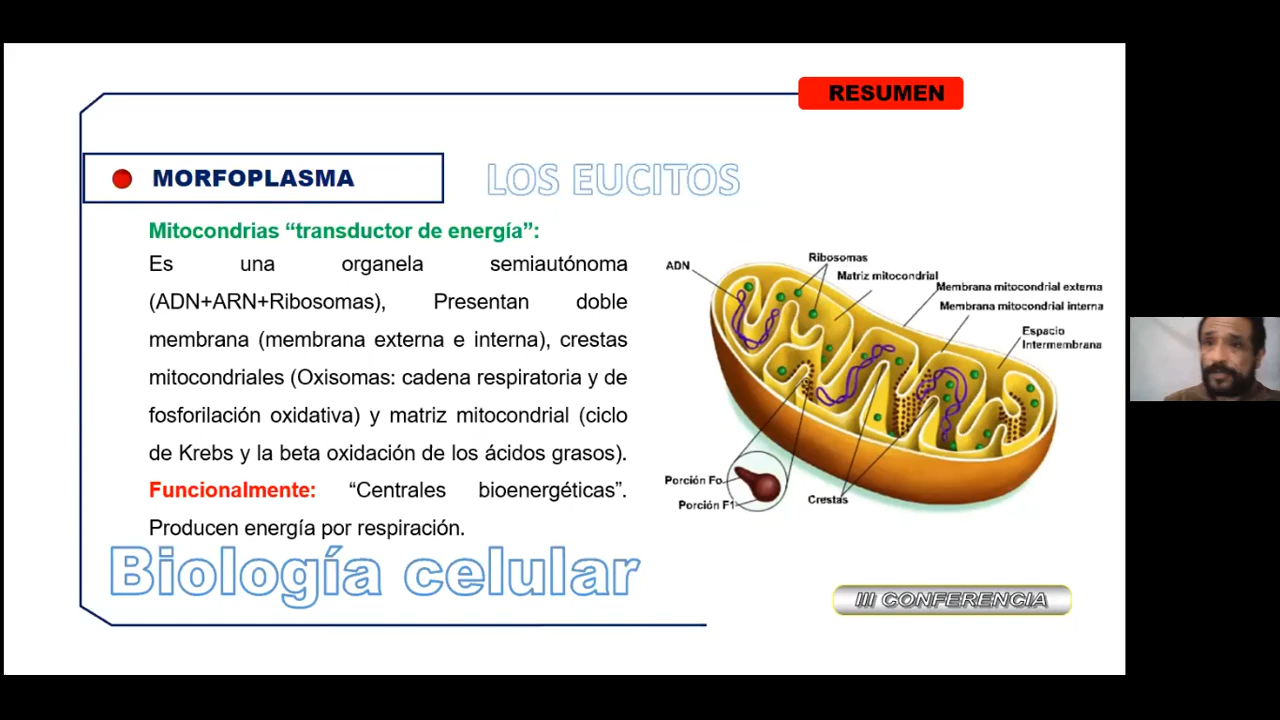 RESUMEN
MORFOPLASMA
LOS EUCITOS
Mitocondrias “transductor de energía”:
Es una organela semiautónoma
(ADN+ARN+Ribosomas), Presentan doble
membrana (membrana externa e interna), crestas
mitocondriales (Oxisomas: cadena respiratoria y de
fosforilación oxidativa) y matriz mitocondrial (ciclo
de Krebs y la beta oxidación de los ácidos grasos).
Funcionalmente: “Centrales bioenergéticas”.
Producen energía por respiración.
ADN
Ribosomas
Matriz mitocondrial
Membrana mitocondrial externa
Membrana mitocondrial interna
Espacio
Intermembrana
Porción Fo
Porción F1
Crestas
Biología celular
III CONFERENCIA